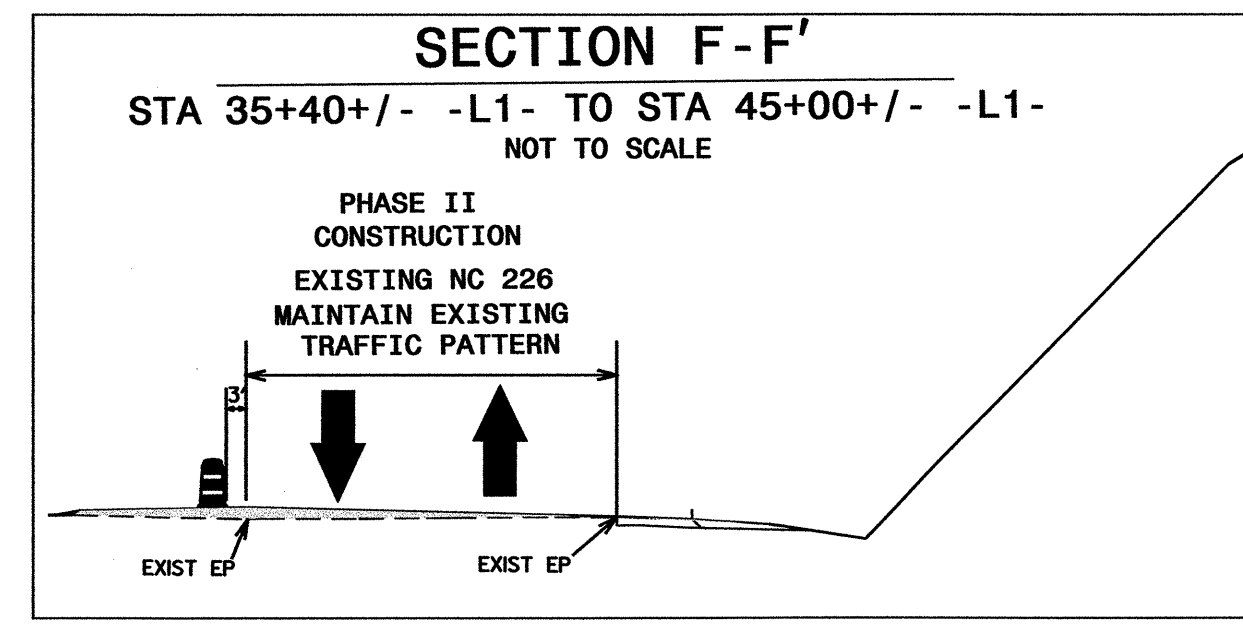 SECTION F-F'
STA 35+40+/- -L1- TO STA 45+00+/- -L1-
NOT TO SCALE
PHASE II
CONSTRUCTION
EXISTING NC 226
MAINTAIN EXISTING
TRAFFIC PATTERN
3'
EXIST EP
EXIST EP